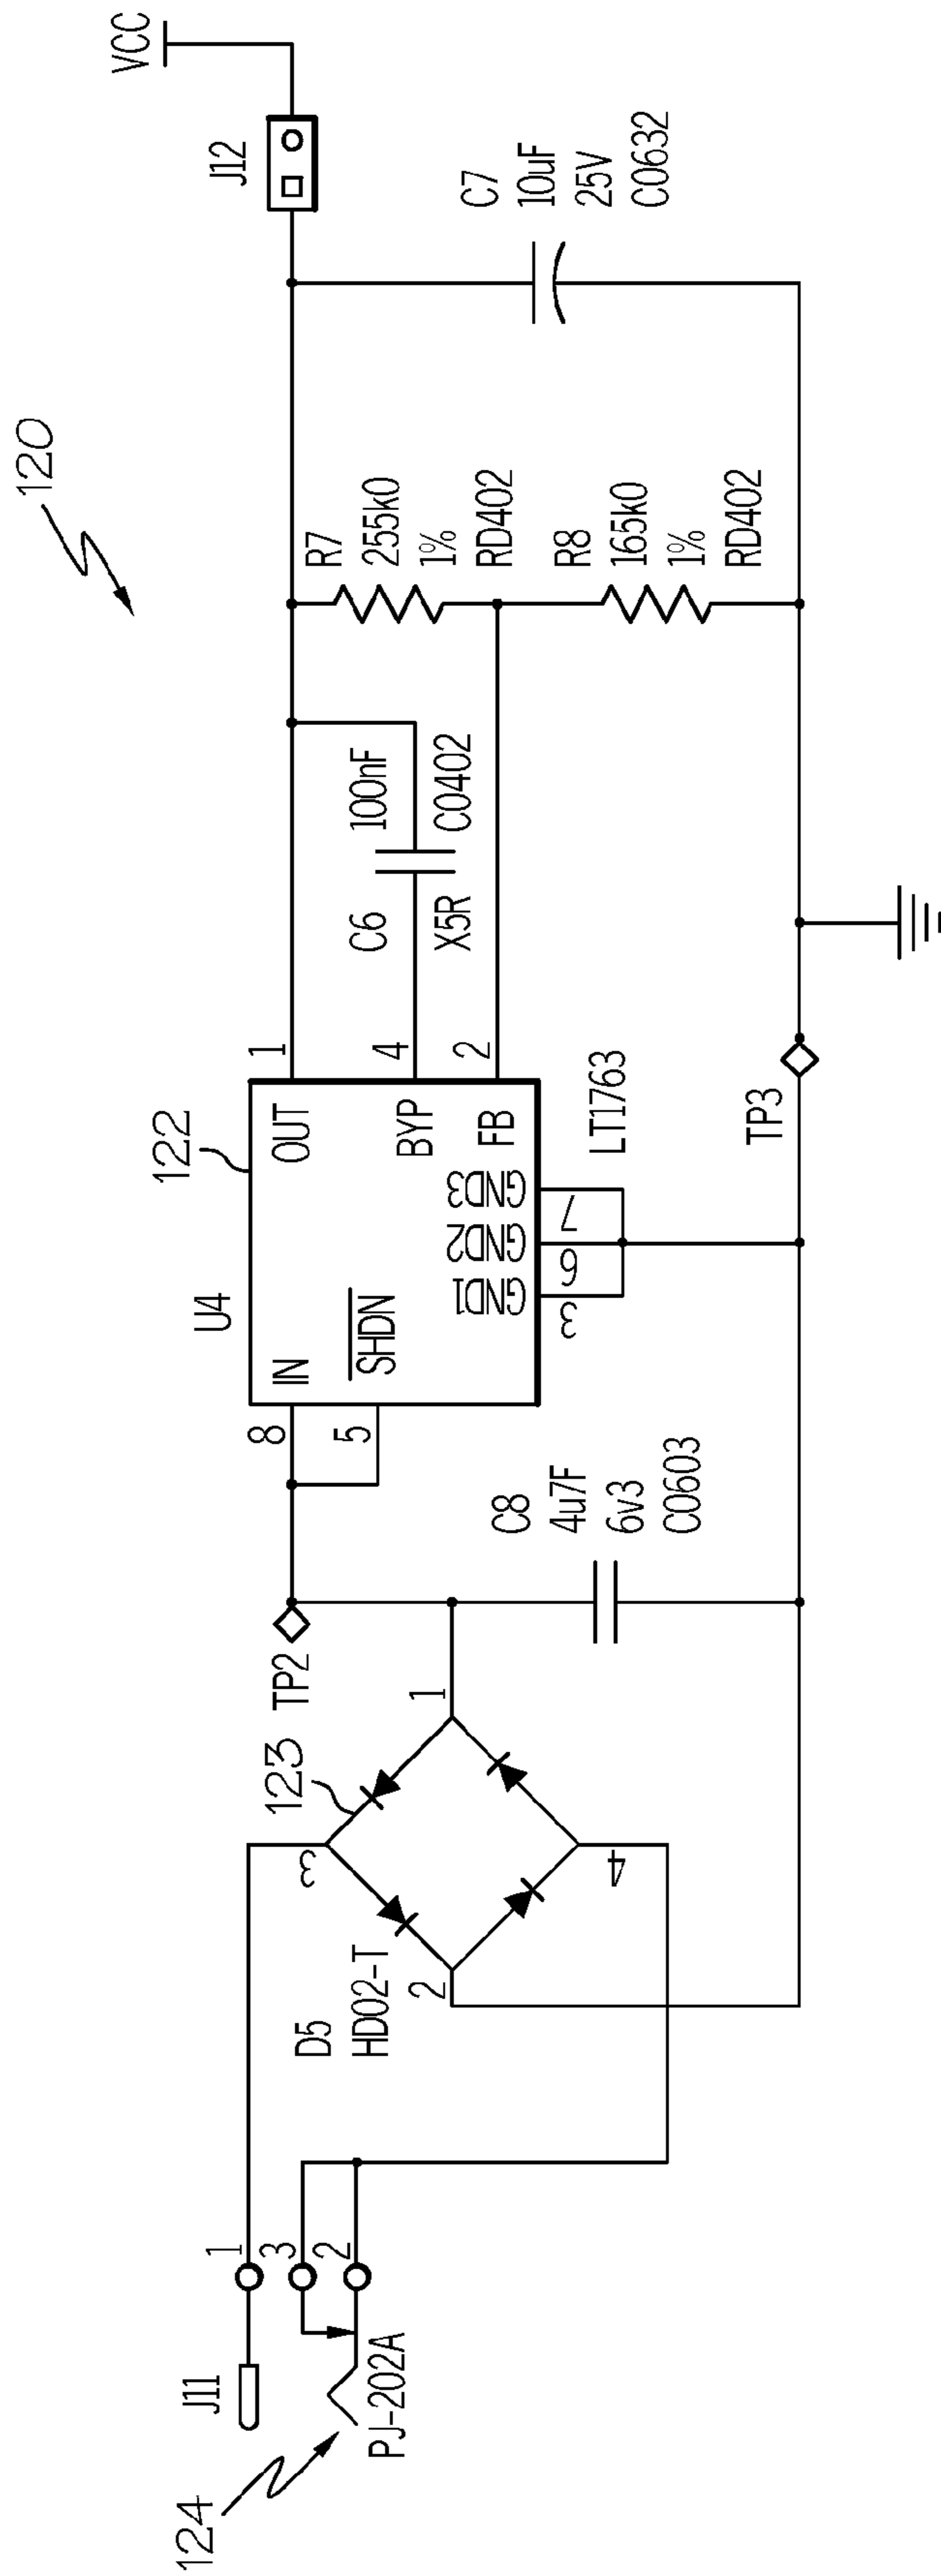 120
VCC
J12
C7
10uF
25V
C0632
R7
255k0
1%
RD402
R8
165k0
1%
RD402
C6
100nF
X5R
C0402
122
U4
IN
OUT
SHDN
BYP
FB
GND1
GND2
GND3
8
5
1
4
2
3
6
7
LT1763
TP3
TP2
C8
4u7F
6v3
C0603
123
1
3
2
4
D5
HD02-T
J11
1
3
2
PJ-202A
124